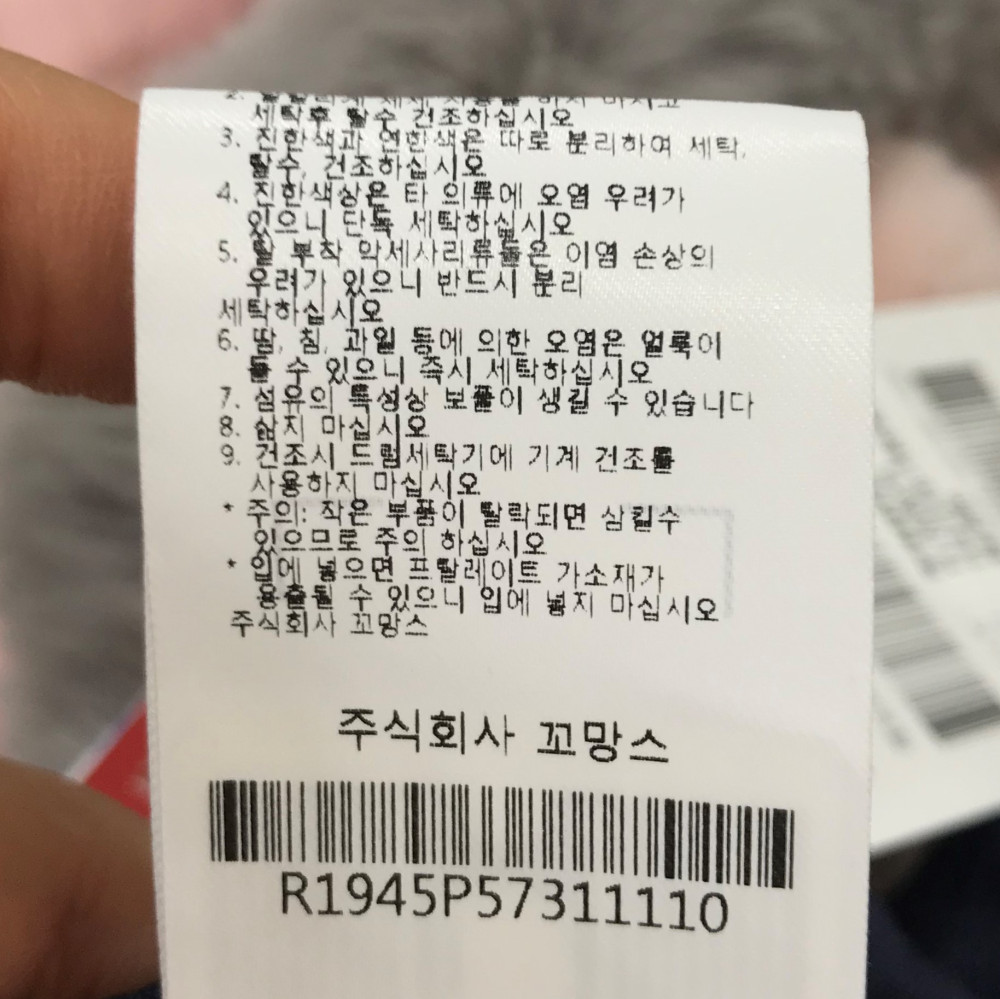 세탁후 탈수 건조하십시오
3. 진한색과 연한색은 따로 분리하여 세탁,
탈수, 건조하십시오
4. 진한색상은 타 의류에 오염 우려가
있으니 단독 세탁하십시오
5. 탈 부착 악세사리류들은 이염 손상의
우려가 있으니 반드시 분리
세탁하십시오
6. 땀, 침, 과일 등에 의한 오염은 얼룩이
될 수 있으니 즉시 세탁하십시오
7. 섬유의 특성상 보풀이 생길 수 있습니다
8. 삶지 마십시오
9. 건조시 드럼세탁기에 기계 건조를
사용하지 마십시오
* 주의: 작은 부품이 탈락되면 삼킬수
있으므로 주의 하십시오
* 입에 넣으면 프탈레이트 가소재가
용출될 수 있으니 입에 넣지 마십시오
주식회사 꼬망스
주식회사 꼬망스
R1945P57311110